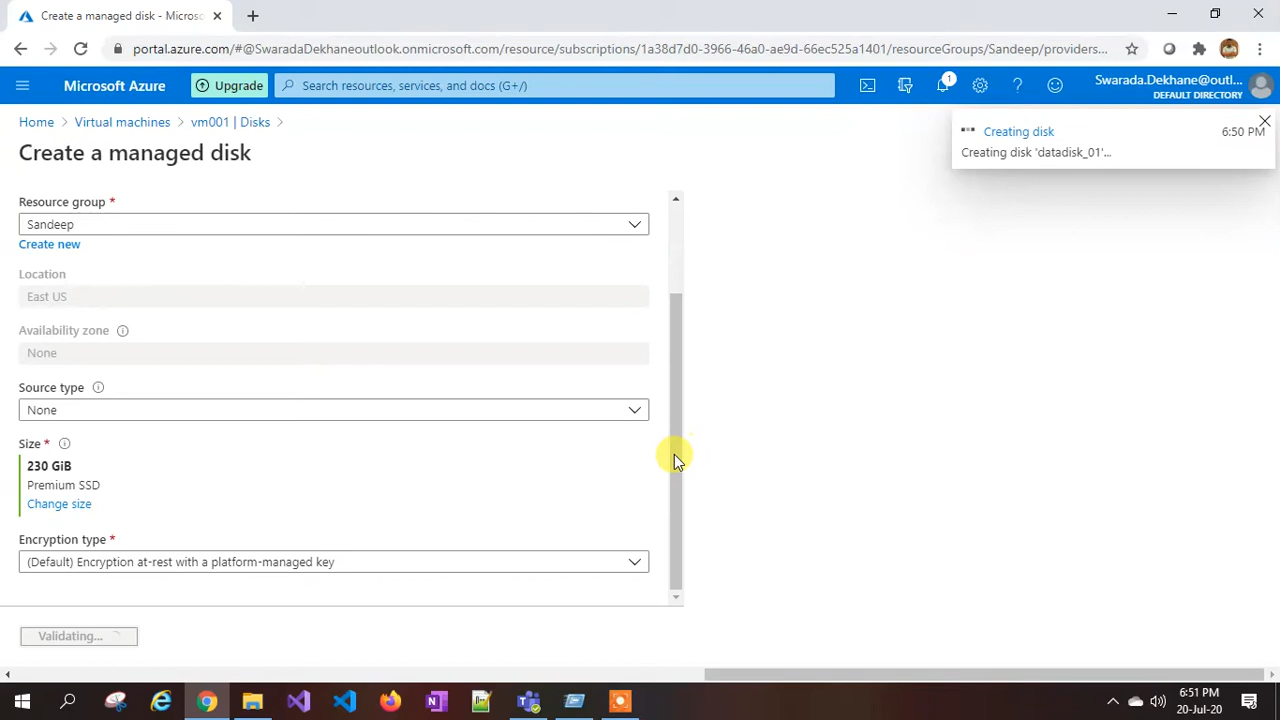 Create a managed disk - Micros
portal.azure.com/#@SwaradaDekhaneoutlook.onmicrosoft.com/resource/subscriptions/1a38d7d0-3966-46a0-ae9d-66ec525a1401/resourceGroups/Sandeep/providers...
Microsoft Azure
Upgrade
Search resources, services, and docs (G+/)
1
Swarada.Dekhane@outl...
DEFAULT DIRECTORY
Home > Virtual machines > vm001 | Disks >
Create a managed disk
Creating disk
6:50 PM
Creating disk 'datadisk_01'...
Resource group *
Sandeep
Create new
Location
East US
Availability zone
None
Source type
None
Size *
230 GiB
Premium SSD
Change size
Encryption type *
(Default) Encryption at-rest with a platform-managed key
Validating...
6:51 PM
20-Jul-20